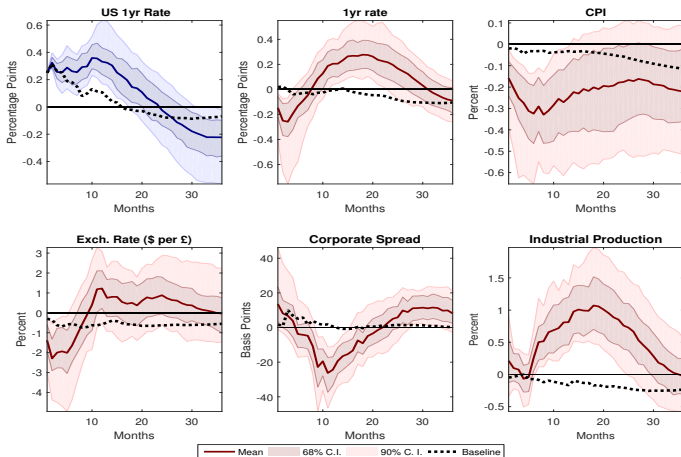 US 1yr Rate
0.6
0.4
0.2
0
-0.2
-0.4
Percentage Points
10 20 30
Months
1yr rate
0.4
0.2
0
-0.2
-0.4
-0.6
Percentage Points
10 20 30
Months
CPI
0.1
0
-0.1
-0.2
-0.3
-0.4
-0.5
-0.6
Percent
10 20 30
Months
Exch. Rate ($ per £)
3
2
1
0
-1
-2
-3
-4
Percent
10 20 30
Months
Corporate Spread
40
20
0
-20
-40
Basis Points
10 20 30
Months
Industrial Production
1.5
1
0.5
0
-0.5
Percent
10 20 30
Months
Mean 68% C.I. 90% C. I. Baseline